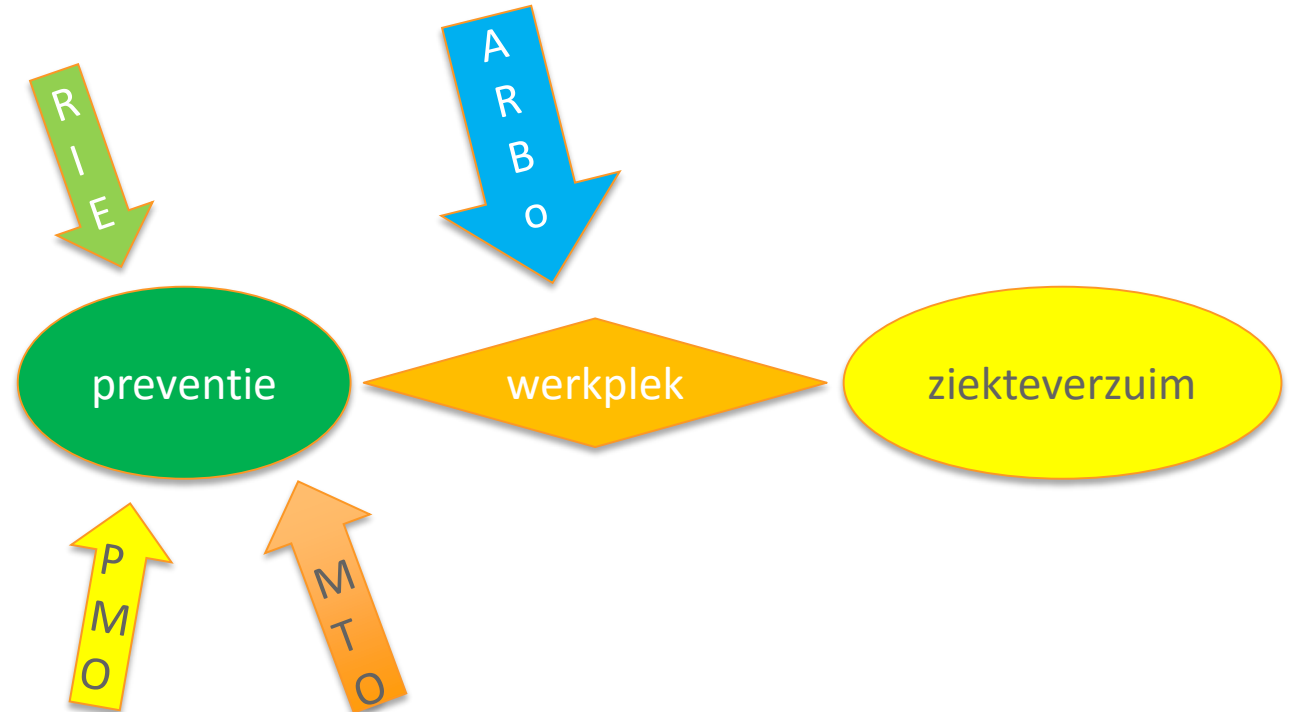 RIE
ARBo
preventie
werkplek
ziekteverzuim
PMO
MTO